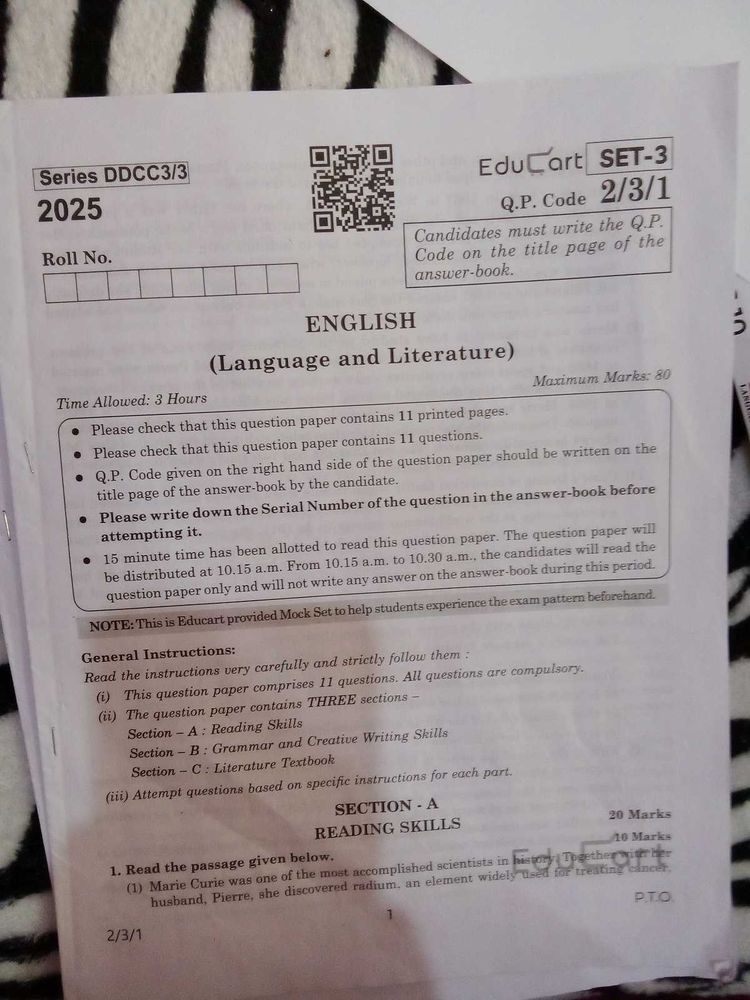 Series DDCC3/3
2025
EduCart SET-3
Q.P. Code 2/3/1
Candidates must write the Q.P.
Code on the title page of the
answer-book.
Roll No.
ENGLISH
(Language and Literature)
Time Allowed: 3 Hours
Maximum Marks: 80
• Please check that this question paper contains 11 printed pages.
• Please check that this question paper contains 11 questions.
• Q.P. Code given on the right hand side of the question paper should be written on the
title page of the answer-book by the candidate.
• Please write down the Serial Number of the question in the answer-book before
attempting it.
• 15 minute time has been allotted to read this question paper. The question paper will
be distributed at 10.15 a.m. From 10.15 a.m. to 10.30 a.m., the candidates will read the
question paper only and will not write any answer on the answer-book during this period.
NOTE: This is Educart provided Mock Set to help students experience the exam pattern beforehand.
General Instructions:
Read the instructions very carefully and strictly follow them :
(i) This question paper comprises 11 questions. All questions are compulsory.
(ii) The question paper contains THREE sections –
Section – A : Reading Skills
Section – B : Grammar and Creative Writing Skills
Section – C : Literature Textbook
(iii) Attempt questions based on specific instructions for each part.
SECTION - A
20 Marks
READING SKILLS
10 Marks
1. Read the passage given below.
(1) Marie Curie was one of the most accomplished scientists in history. Together with her
husband, Pierre, she discovered radium, an element widely used for treating cancer,
EduCart
P.T.O.
1
2/3/1